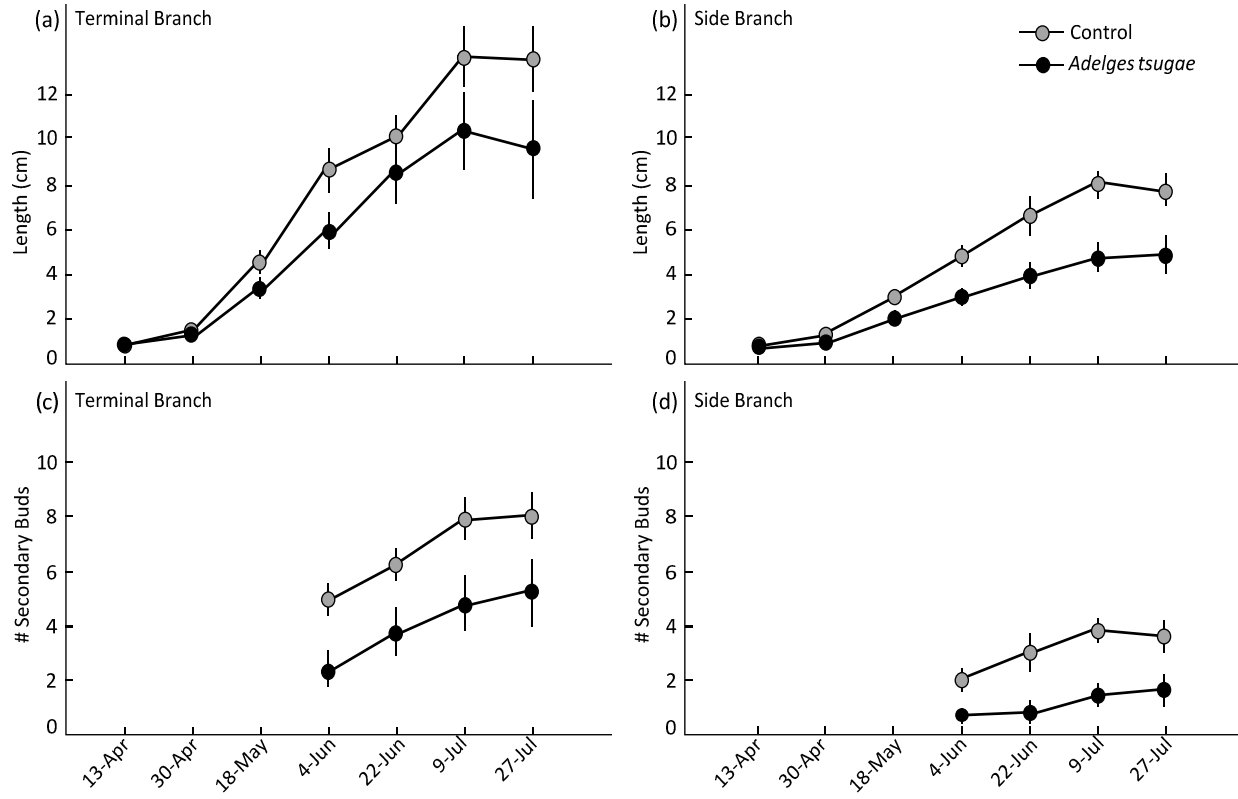 (a) Terminal Branch
Length (cm)
12
10
8
6
4
2
0
(b) Side Branch
Control
Adelges tsugae
Length (cm)
12
10
8
6
4
2
0
(c) Terminal Branch
# Secondary Buds
10
8
6
4
2
0
13-Apr
30-Apr
18-May
4-Jun
22-Jun
9-Jul
27-Jul
(d) Side Branch
# Secondary Buds
10
8
6
4
2
0
13-Apr
30-Apr
18-May
4-Jun
22-Jun
9-Jul
27-Jul